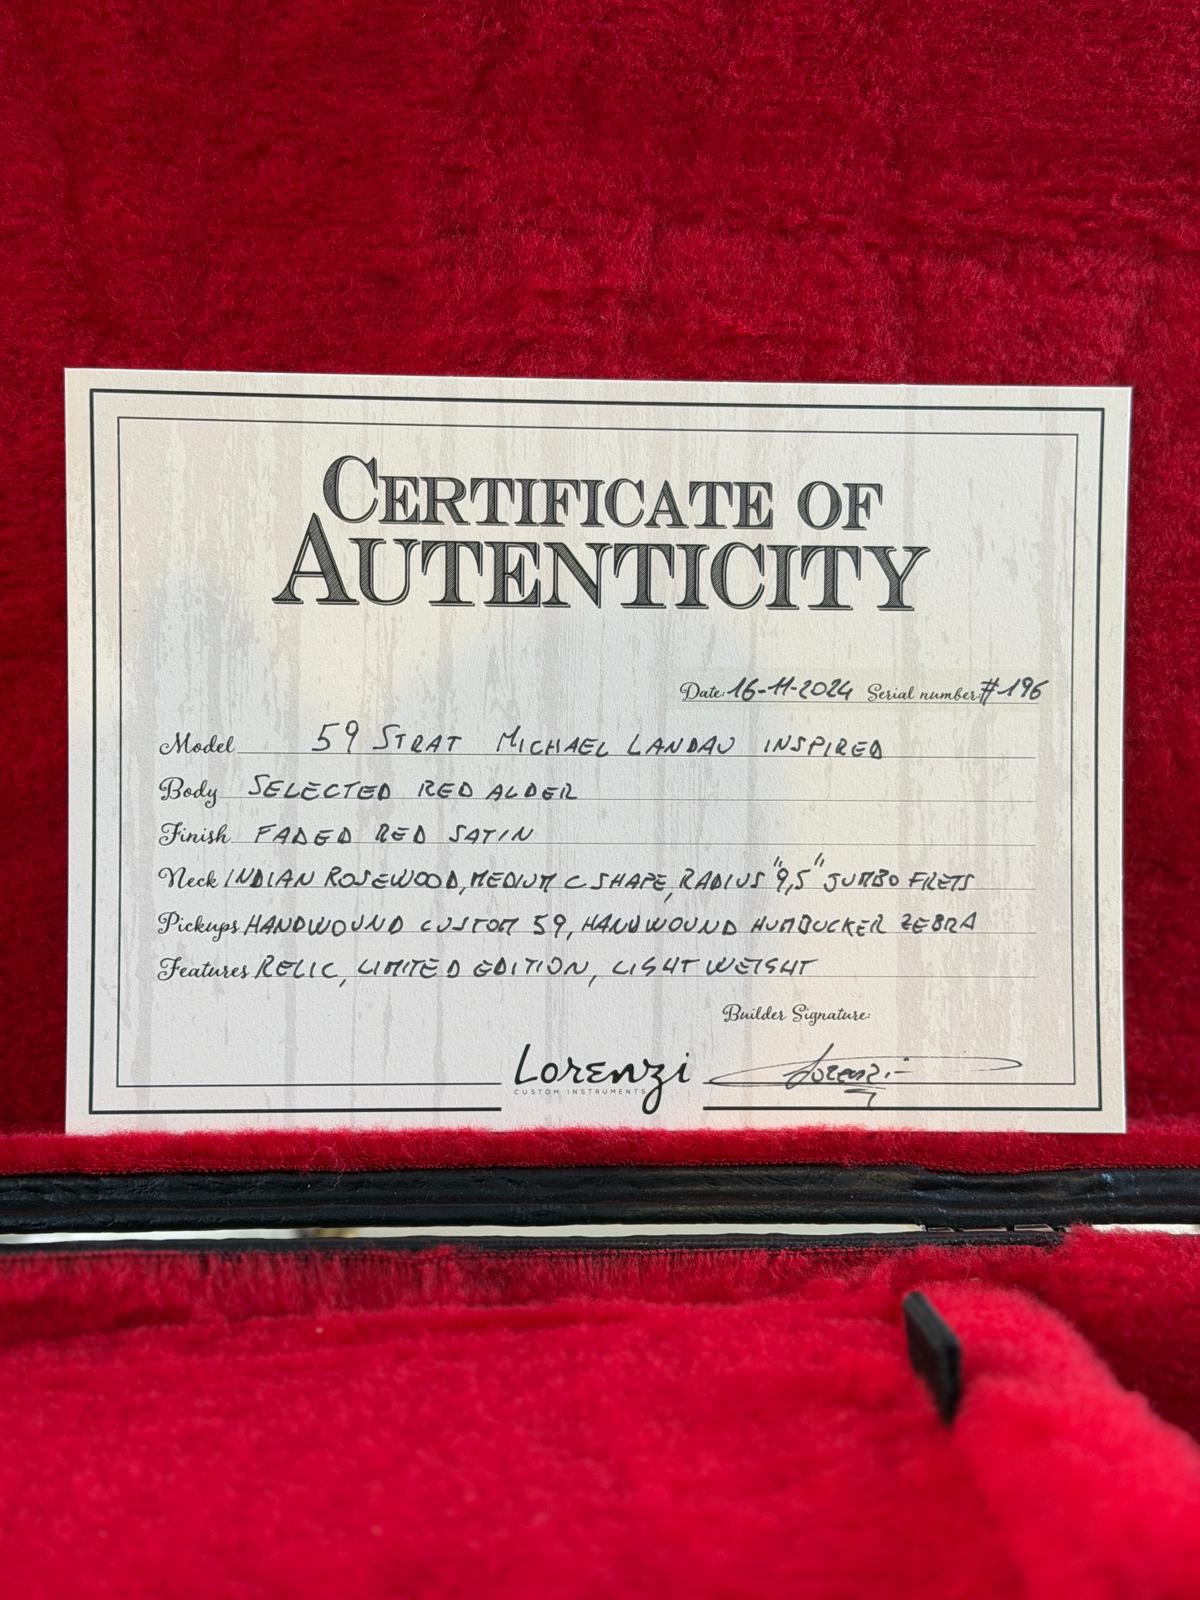 CERTIFICATE OF
AUTENTICITY
Date: 16-11-2024 Serial number: #196
Model 59 STRAT MICHAEL LANDAU INSPIRED
Body SELECTED RED ALDER
Finish FADED RED SATIN
Neck INDIAN ROSEWOOD, MEDIUM C SHAPE, RADIUS "9,5" JUMBO FRETS
Pickups HANDWOUND CUSTOM 59, HANDWOUND HUMBUCKER ZEBRA
Features RELIC, LIMITED EDITION, LIGHT WEIGHT
Builder Signature:
Lorenzi Lorenzi
CUSTOM INSTRUMENTS